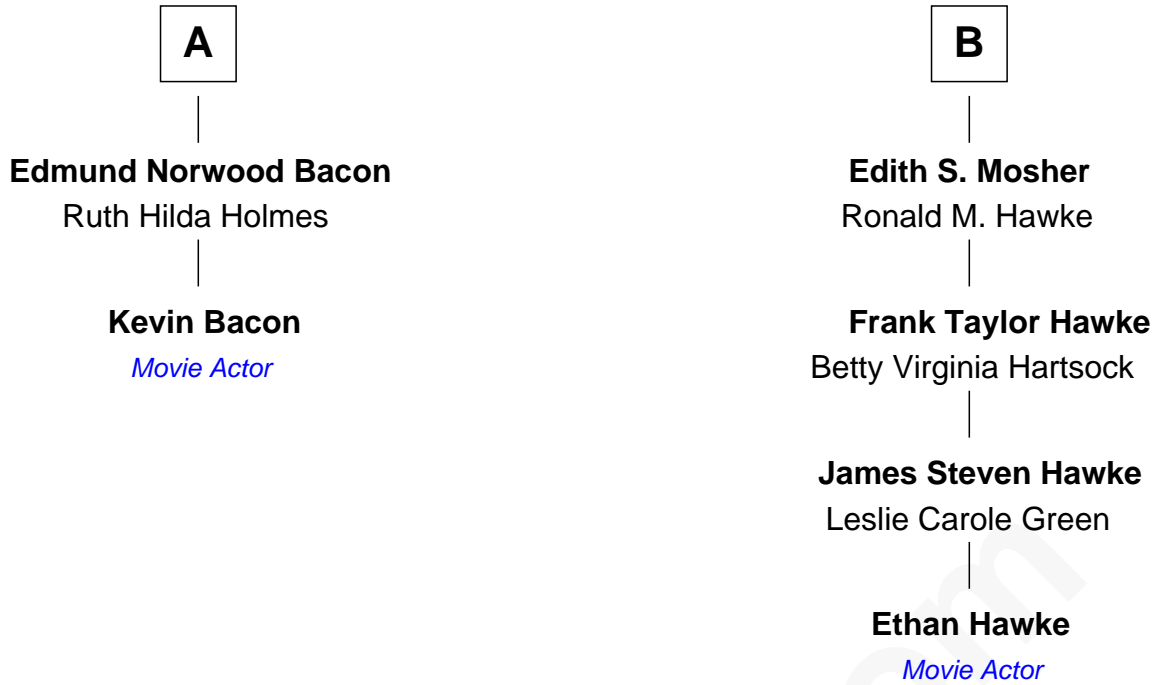 A
Edmund Norwood Bacon
Ruth Hilda Holmes
Kevin Bacon
Movie Actor
B
Edith S. Mosher
Ronald M. Hawke
Frank Taylor Hawke
Betty Virginia Hartsock
James Steven Hawke
Leslie Carole Green
Ethan Hawke
Movie Actor